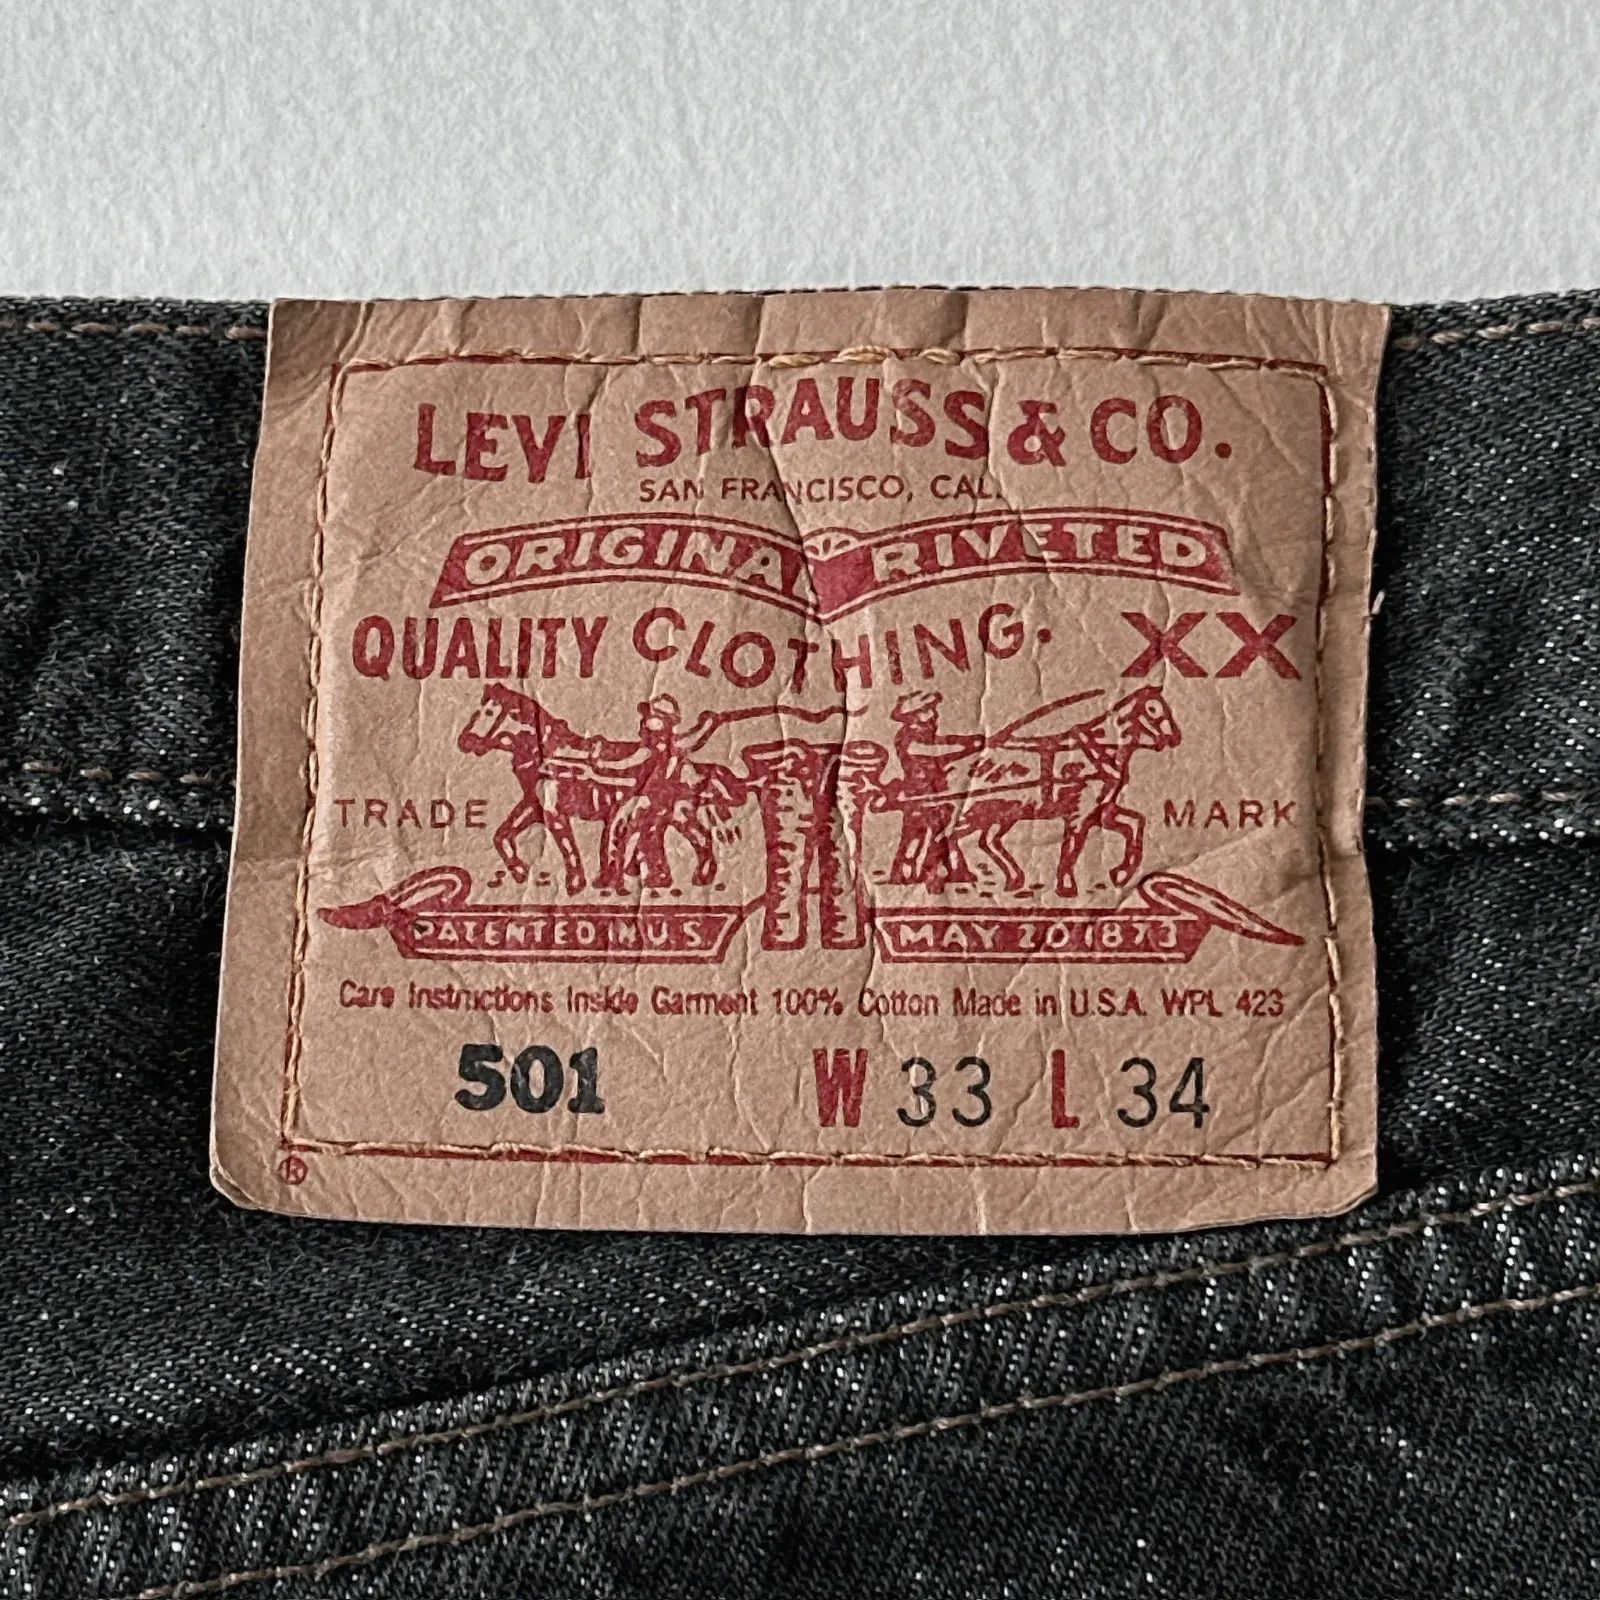 LEVI STRAUSS & CO.
SAN FRANCISCO, CAL.
ORIGINAL RIVETED
QUALITY CLOTHING. XX
TRADE MARK
PATENTED IN U.S. MAY 20 1873
Care Instructions Inside Garment 100% Cotton Made in U.S.A. WPL 423
501 W 33 L 34
®